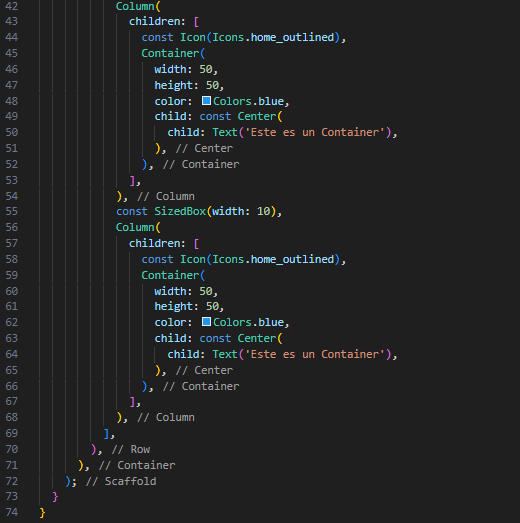 42 Column(
43 children: [
44 const Icon(Icons.home_outlined),
45 Container(
46 width: 50,
47 height: 50,
48 color: Colors.blue,
49 child: const Center(
50 child: Text('Este es un Container'),
51 ), // Center
52 ), // Container
53 ],
54 ), // Column
55 const SizedBox(width: 10),
56 Column(
57 children: [
58 const Icon(Icons.home_outlined),
59 Container(
60 width: 50,
61 height: 50,
62 color: Colors.blue,
63 child: const Center(
64 child: Text('Este es un Container'),
65 ), // Center
66 ), // Container
67 ],
68 ), // Column
69 ],
70 ), // Row
71 ), // Container
72 ); // Scaffold
73 }
74 }